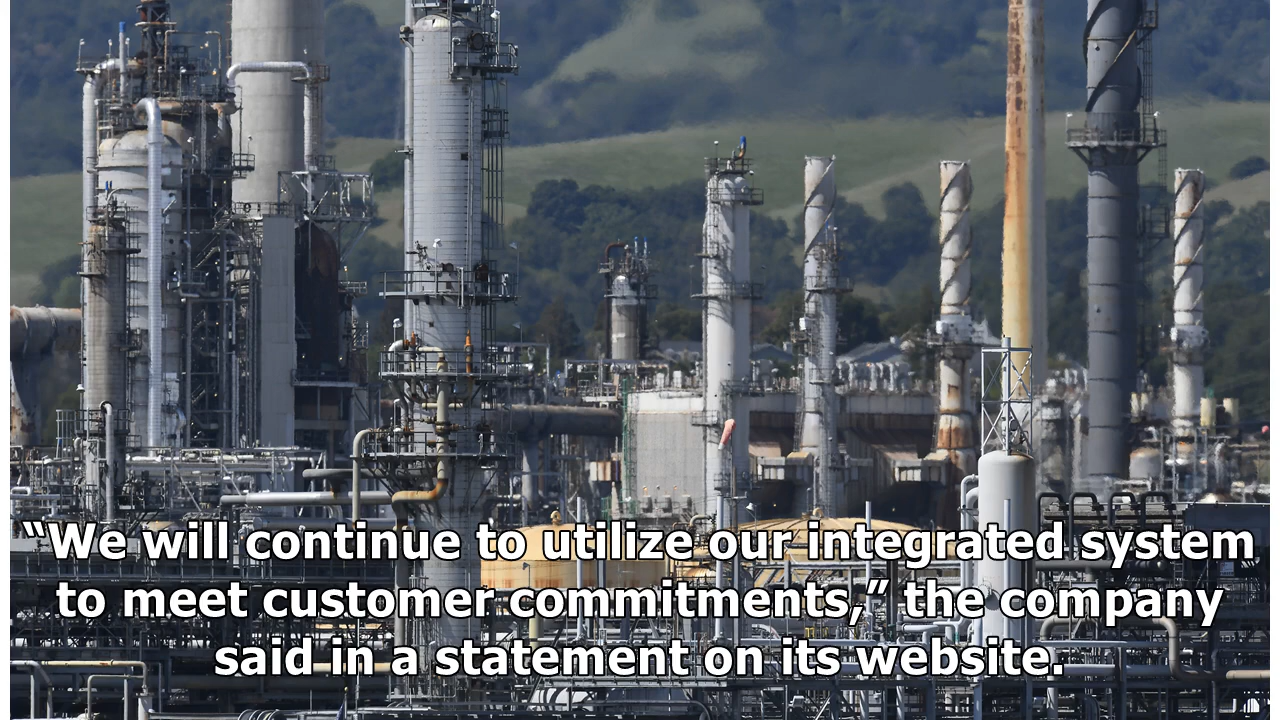 “We will continue to utilize our integrated system
to meet customer commitments,” the company
said in a statement on its website.